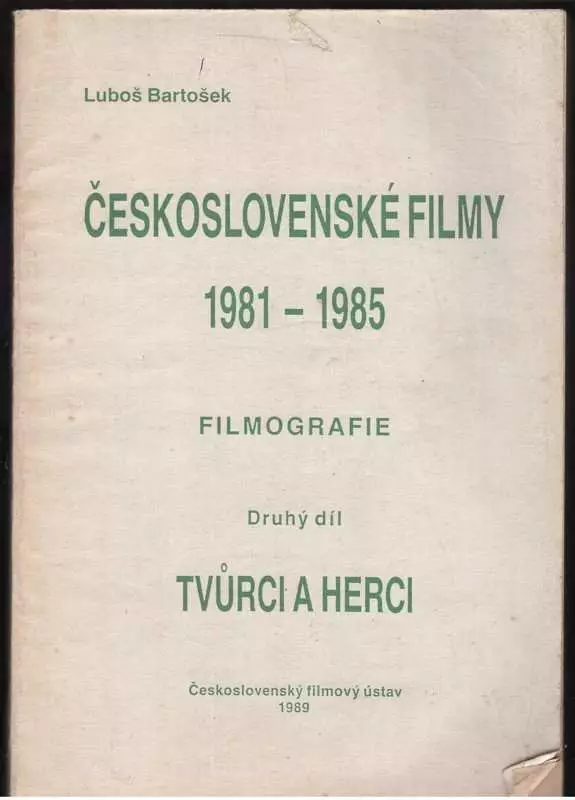 Luboš Bartošek
ČESKOSLOVENSKÉ FILMY
1981 – 1985
FILMOGRAFIE
Druhý díl
TVŮRCI A HERCI
Československý filmový ústav
1989